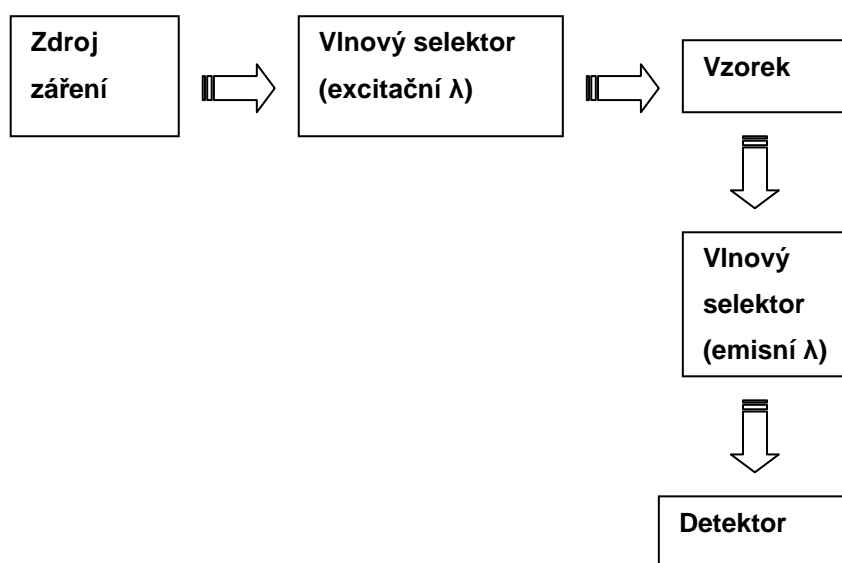 Zdroj
záření
Vlnový selektor
(excitační λ)
Vzorek
Vlnový
selektor
(emisní λ)
Detektor